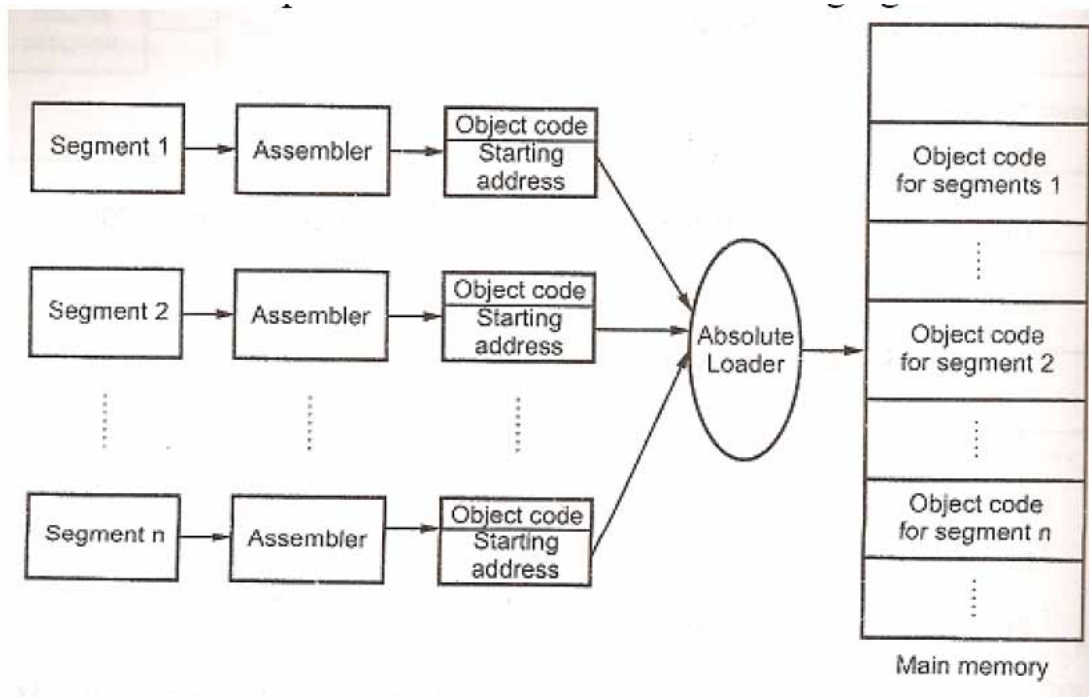 Segment 1
Assembler
Object code
Starting
address
Segment 2
Assembler
Object code
Starting
address
Segment n
Assembler
Object code
Starting
address
Absolute
Loader
Object code
for segments 1
Object code
for segment 2
Object code
for segment n
Main memory